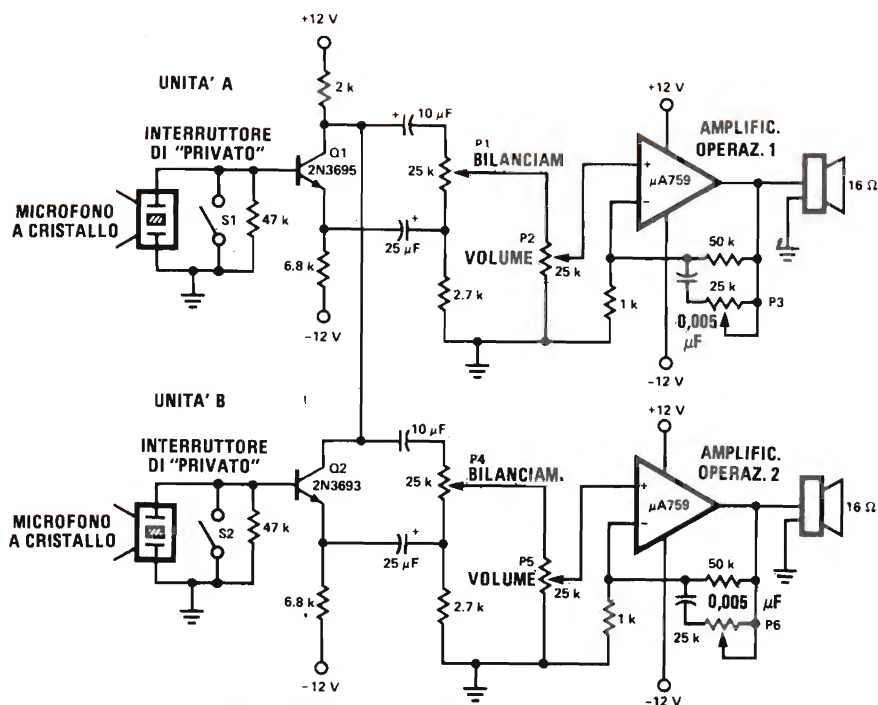 +12 V
UNITA' A
2 k
INTERRUTTORE
DI "PRIVATO"
MICROFONO
A CRISTALLO
S1
47 k
Q1
2N3695
6.8 k
−12 V
+ 10 µF
25 k
25 µF +
2.7 k
P1
BILANCIAM
P2
VOLUME
25 k
+12 V
AMPLIFIC.
OPERAZ. 1
+
−
µA759
16 Ω
50 k
25 k
P3
1 k
0,005
µF
−12 V
UNITA' B
INTERRUTTORE
DI "PRIVATO"
MICROFONO
A CRISTALLO
S2
47 k
Q2
2N3693
6.8 k
−12 V
10 µF
25 k
25 µF +
2.7 k
P4
BILANCIAM.
P5
VOLUME
25 k
+12 V
AMPLIFIC.
OPERAZ. 2
+
−
µA759
16 Ω
50 k
0,005 µF
25 k
P6
1 k
−12 V